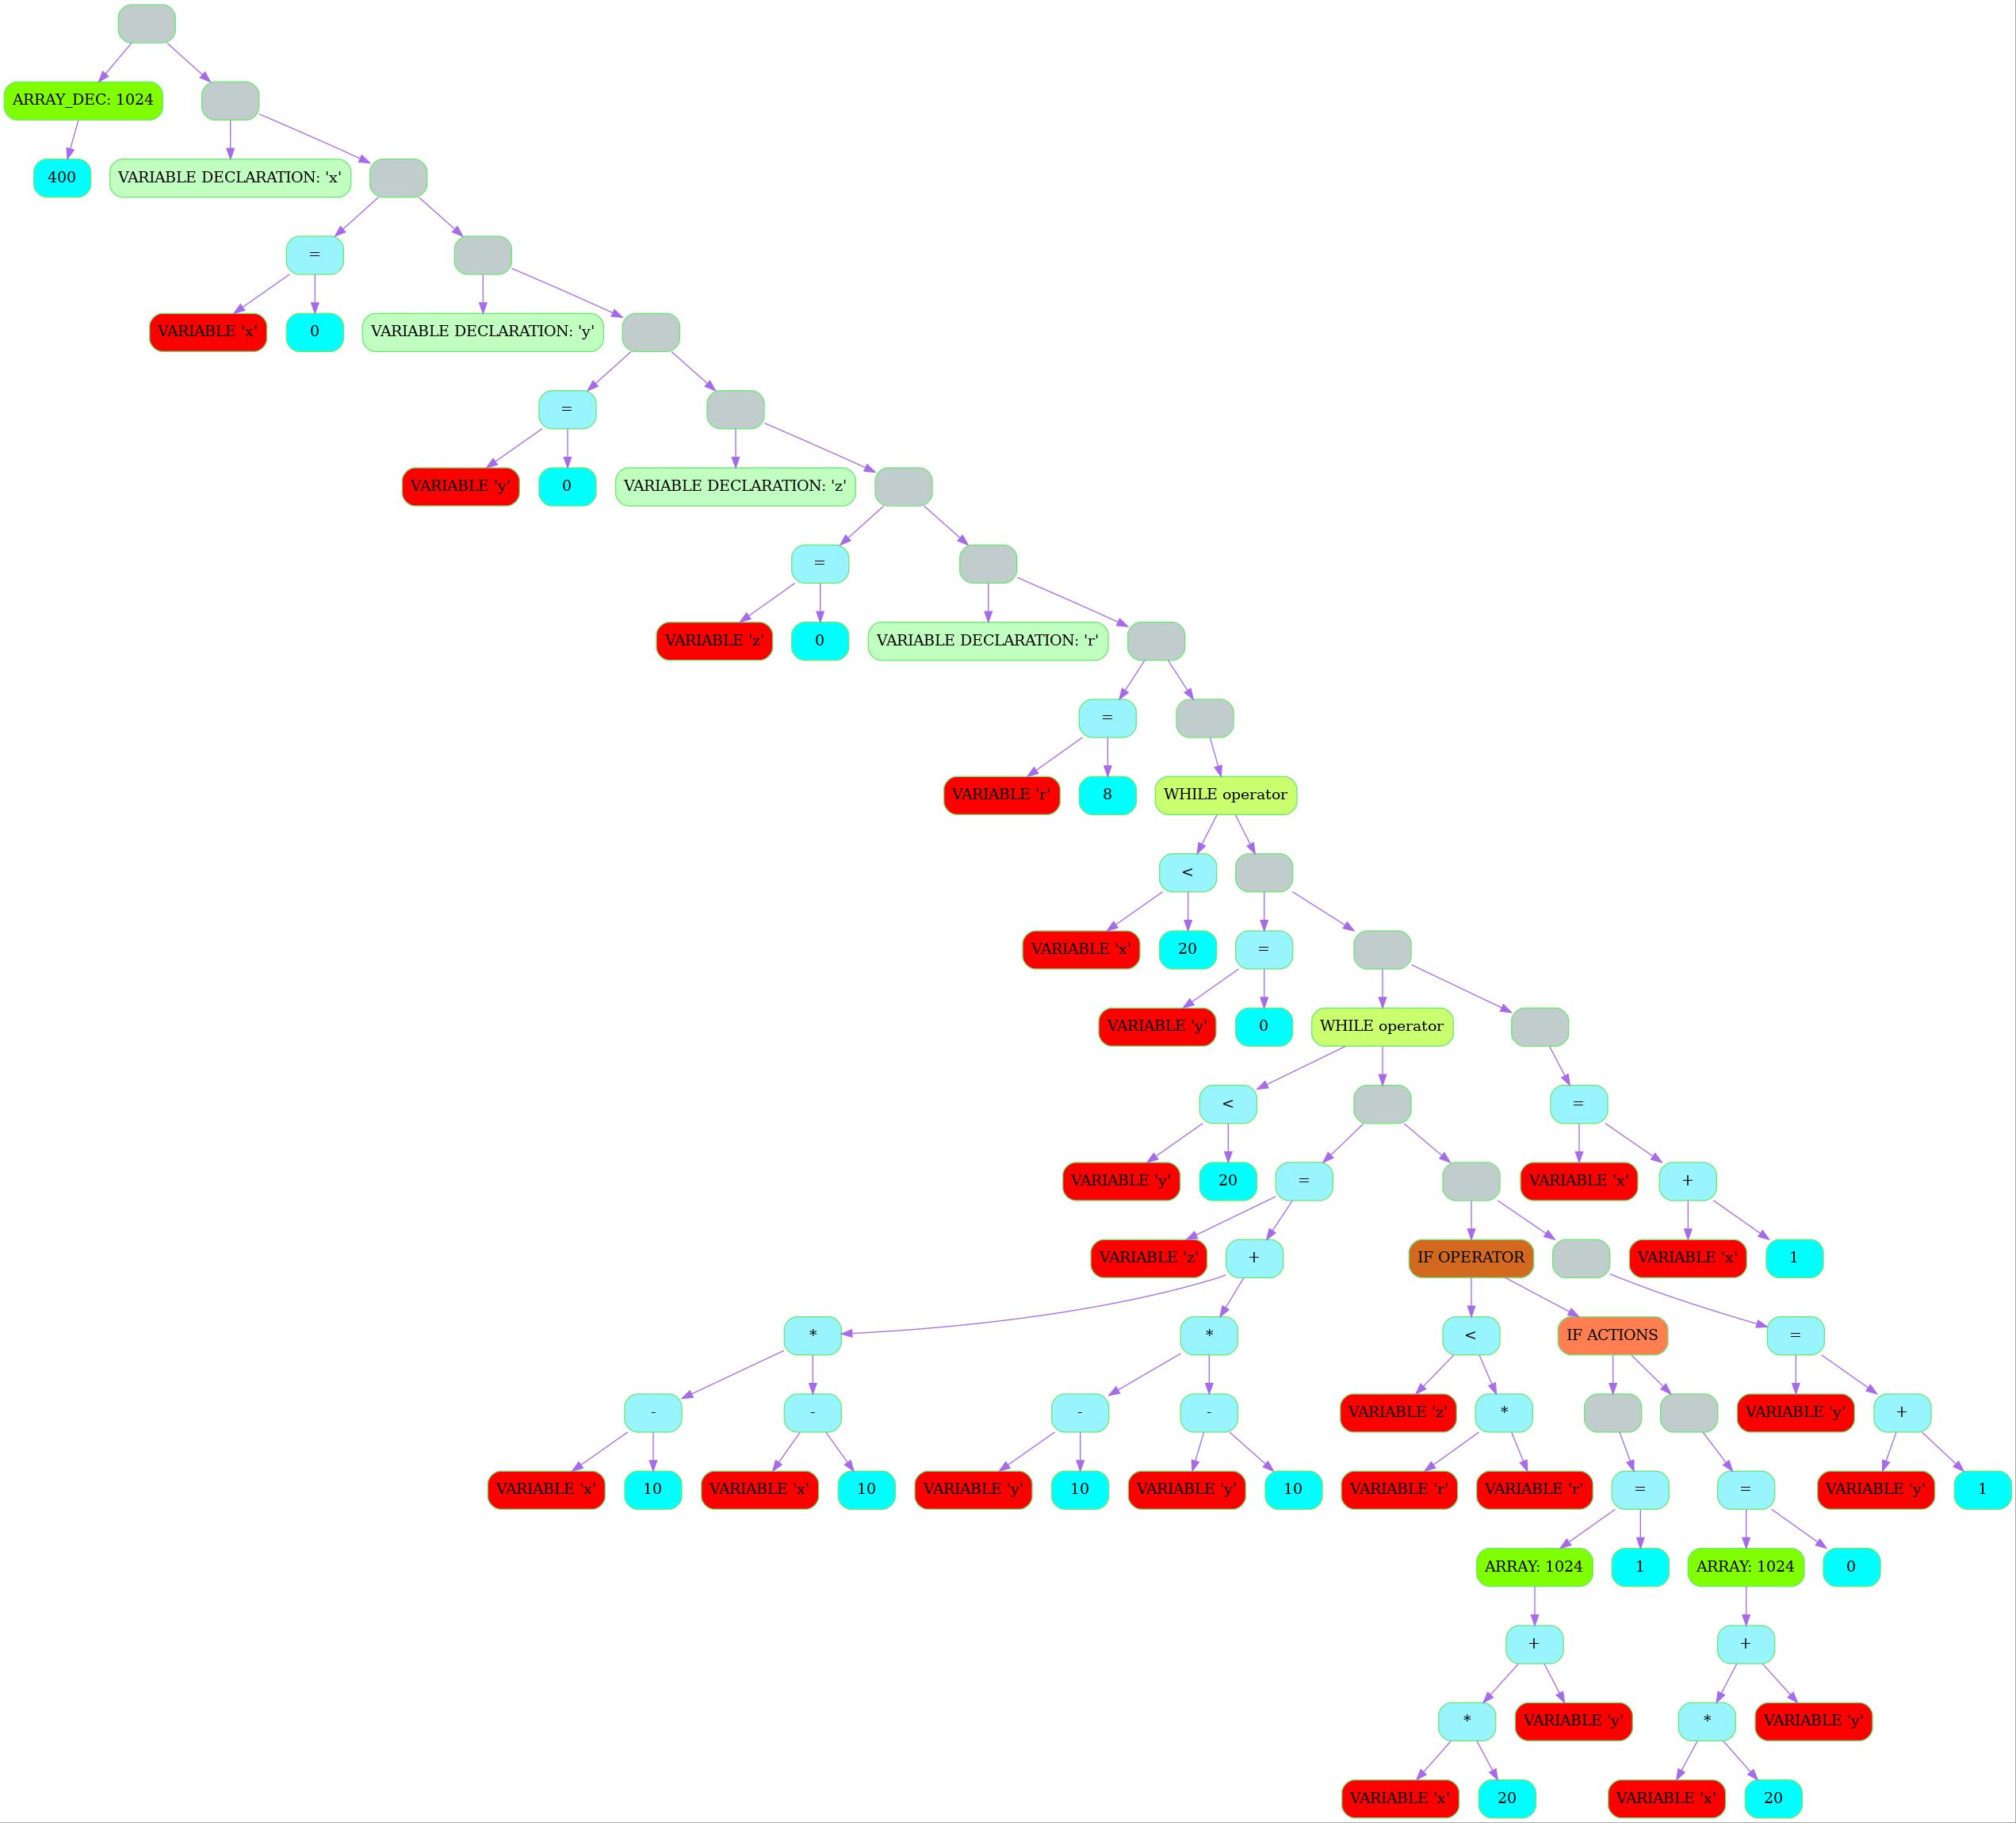 ARRAY_DEC: 1024
400
VARIABLE DECLARATION: 'x'
=
VARIABLE 'x'
0
VARIABLE DECLARATION: 'y'
=
VARIABLE 'y'
0
VARIABLE DECLARATION: 'z'
=
VARIABLE 'z'
0
VARIABLE DECLARATION: 'r'
=
VARIABLE 'r'
8
WHILE operator
<
VARIABLE 'x'
20
=
VARIABLE 'y'
0
WHILE operator
<
=
VARIABLE 'y'
20
=
VARIABLE 'x'
+
VARIABLE 'z'
+
IF OPERATOR
VARIABLE 'x'
1
*
*
<
IF ACTIONS
=
-
-
-
-
VARIABLE 'z'
*
VARIABLE 'y'
+
VARIABLE 'x'
10
VARIABLE 'x'
10
VARIABLE 'y'
10
VARIABLE 'y'
10
VARIABLE 'r'
VARIABLE 'r'
=
=
VARIABLE 'y'
1
ARRAY: 1024
1
ARRAY: 1024
0
+
+
*
VARIABLE 'y'
*
VARIABLE 'y'
VARIABLE 'x'
20
VARIABLE 'x'
20